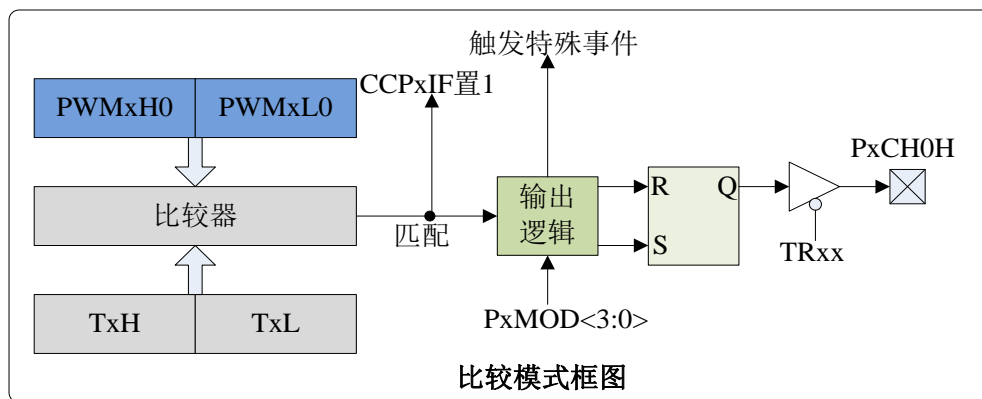 触发特殊事件
CCPxIF置1
PWMxH0 PWMxL0
PxCH0H
比较器
匹配
输出
逻辑
R Q
S
TRxx
TxH TxL
PxMOD<3:0>
比较模式框图